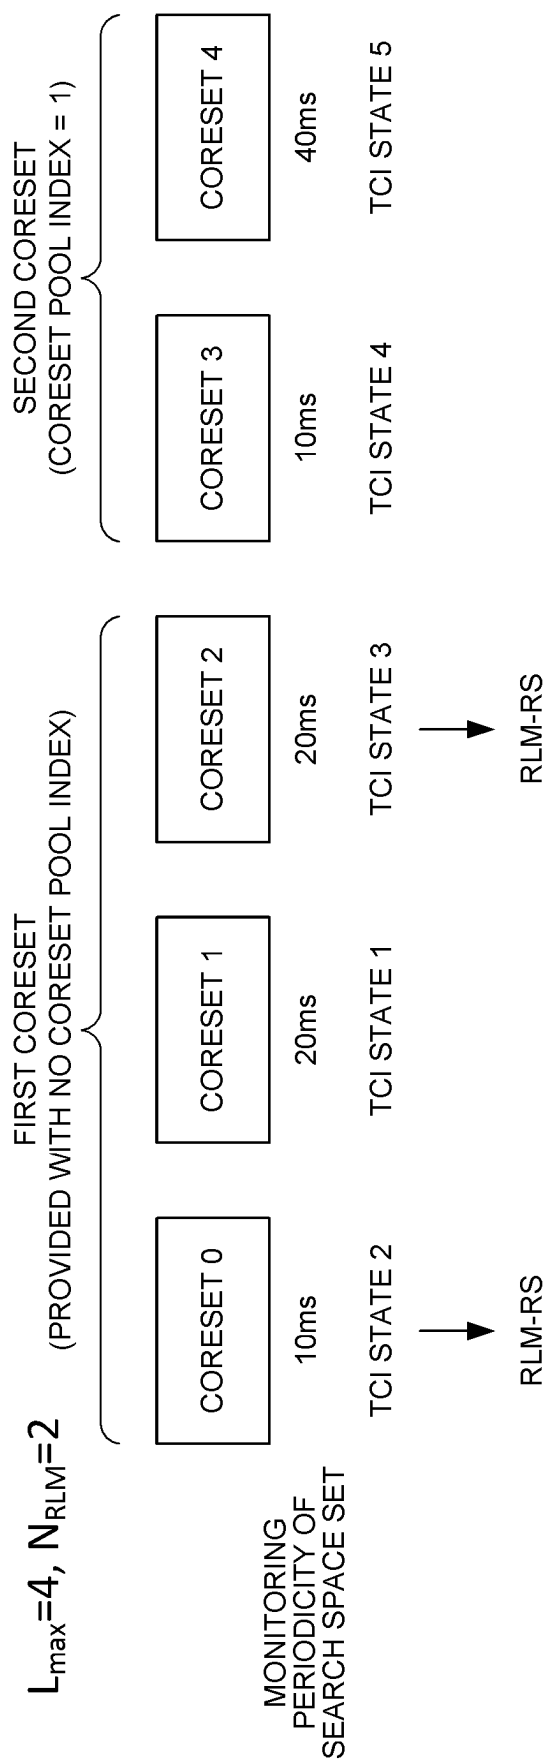 Lmax=4, NRLM=2
FIRST CORESET
(PROVIDED WITH NO CORESET POOL INDEX)
SECOND CORESET
(CORESET POOL INDEX = 1)
CORESET 0
CORESET 1
CORESET 2
CORESET 3
CORESET 4
MONITORING
PERIODICITY OF
SEARCH SPACE SET
10ms
20ms
20ms
10ms
40ms
TCI STATE 2
TCI STATE 1
TCI STATE 3
TCI STATE 4
TCI STATE 5
RLM-RS
RLM-RS